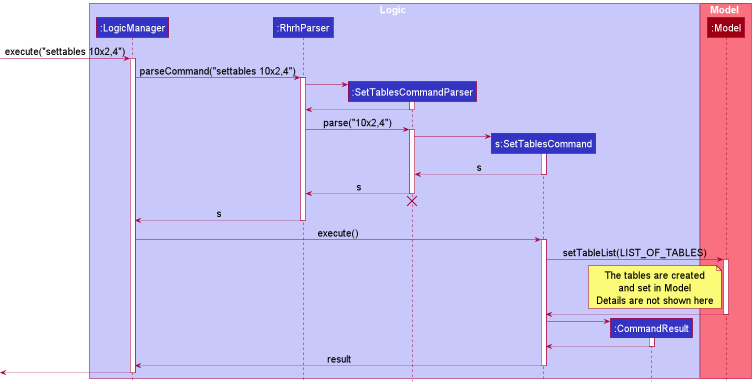 Logic
Model
:LogicManager
:RhrhParser
:Model
execute("settables 10x2,4")
parseCommand("settables 10x2,4")
:SetTablesCommandParser
parse("10x2,4")
s:SetTablesCommand
s
s
s
execute()
setTableList(LIST_OF_TABLES)
The tables are created
and set in Model
Details are not shown here
:CommandResult
result